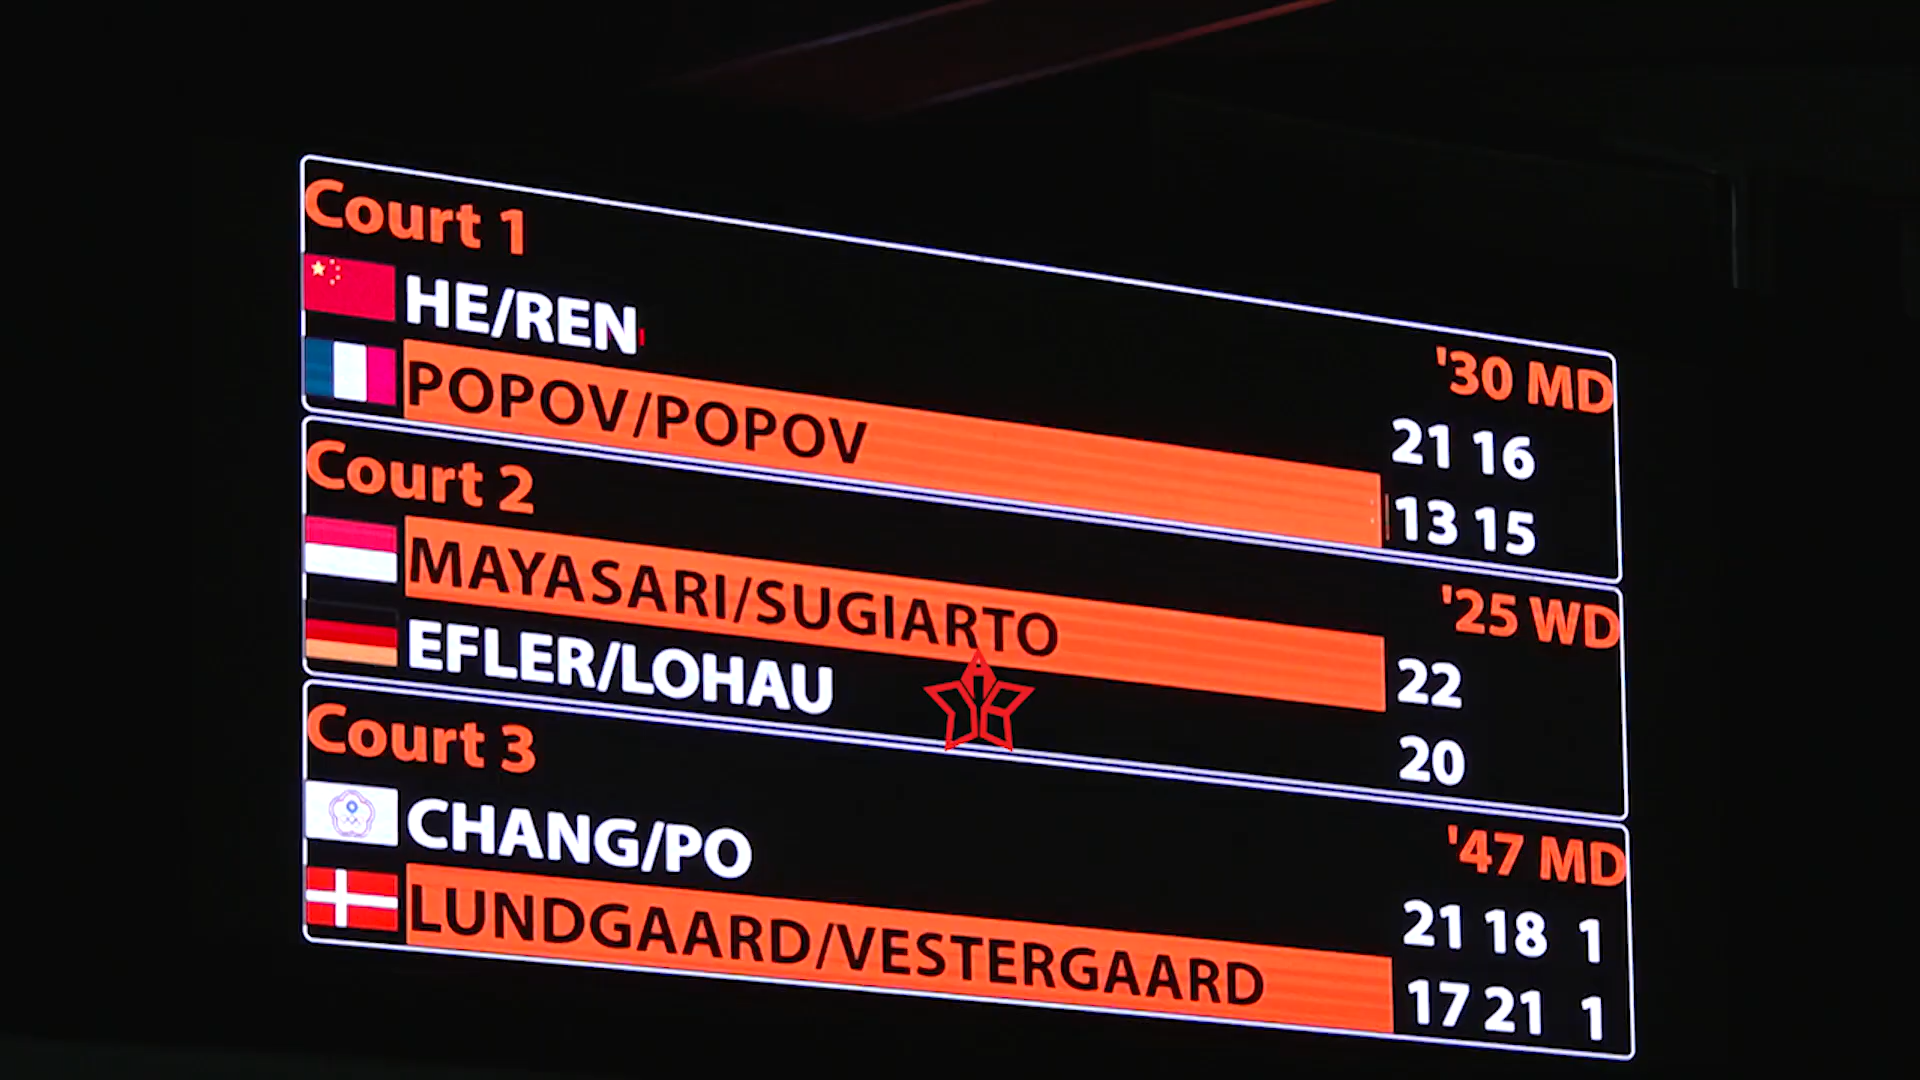 Court 1
'30 MD
HE/REN 21 16
POPOV/POPOV 13 15
Court 2
'25 WD
MAYASARI/SUGIARTO 22
EFLER/LOHAU 20
Court 3
'47 MD
CHANG/PO 21 18 1
LUNDGAARD/VESTERGAARD 17 21 1